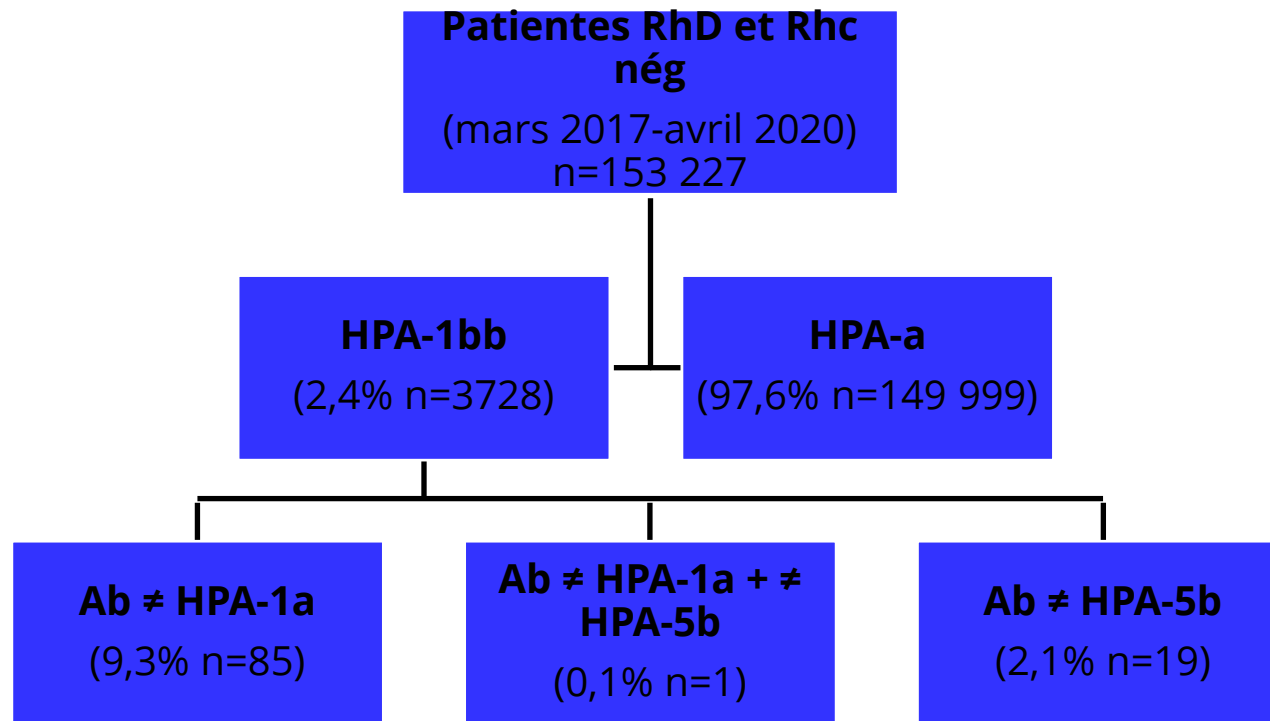 Patientes RhD et Rhc
nég
(mars 2017-avril 2020)
n=153 227
HPA-1bb
(2,4% n=3728)
HPA-a
(97,6% n=149 999)
Ab ≠ HPA-1a
(9,3% n=85)
Ab ≠ HPA-1a + ≠
HPA-5b
(0,1% n=1)
Ab ≠ HPA-5b
(2,1% n=19)